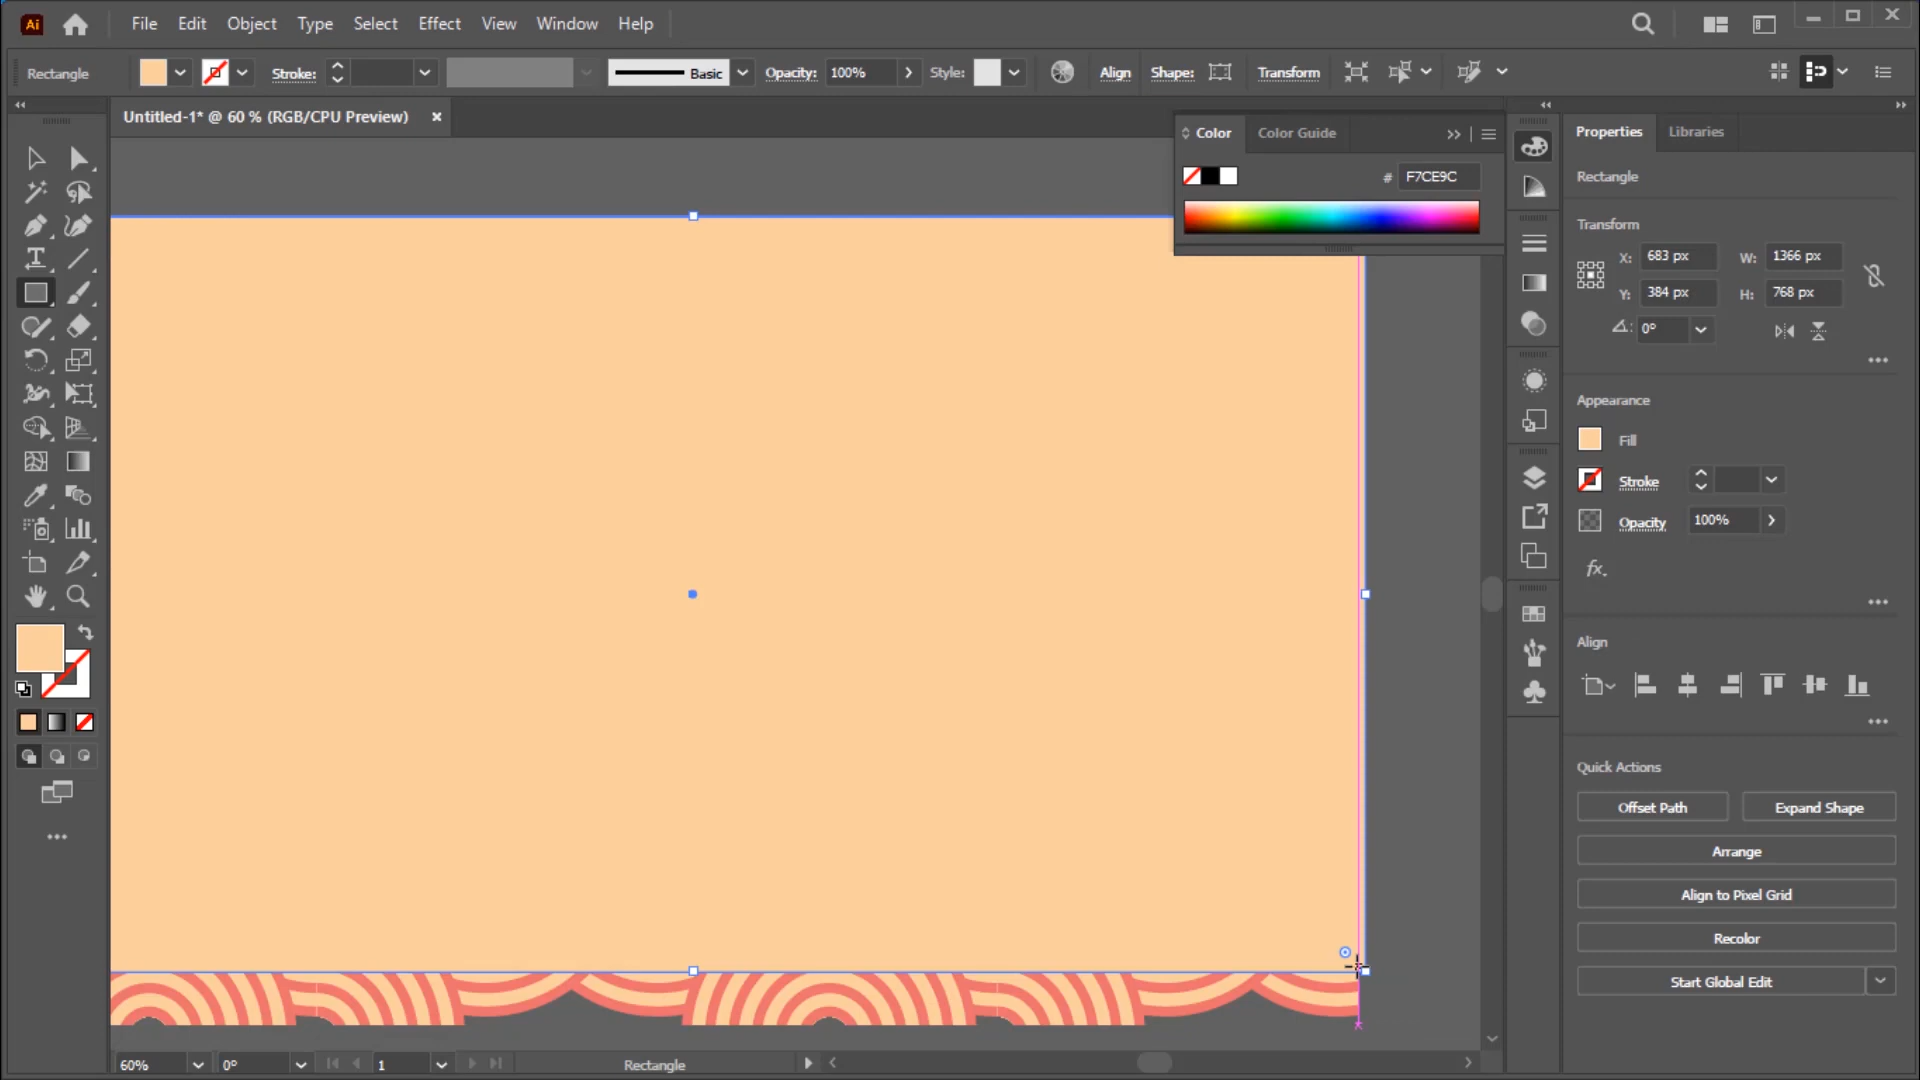 Ai File Edit Object Type Select Effect View Window Help
Rectangle Stroke: Basic Opacity: 100% Style: Align Shape: Transform
Untitled-1* @ 60 % (RGB/CPU Preview)
Color Color Guide
# F7CE9C
Properties Libraries
Rectangle
Transform
X: 683 px W: 1366 px
Y: 384 px H: 768 px
0°
Appearance
Fill
Stroke
Opacity 100%
fx.
Align
Quick Actions
Offset Path Expand Shape
Arrange
Align to Pixel Grid
Recolor
Start Global Edit
60% 0° 1 Rectangle